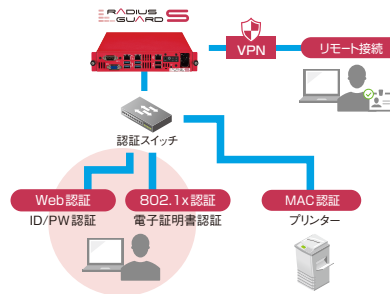 RADIUS
GUARD S
VPN
リモート接続
認証スイッチ
Web認証
ID/PW認証
802.1x認証
電子証明書認証
MAC認証
プリンター